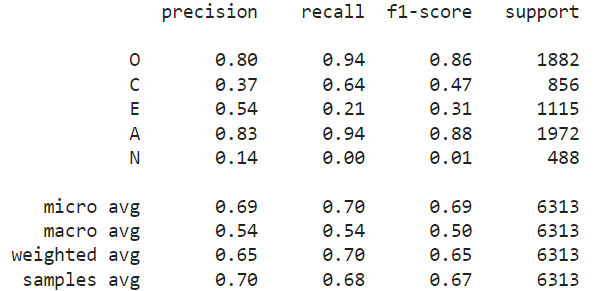 precision recall f1-score support
O 0.80 0.94 0.86 1882
C 0.37 0.64 0.47 856
E 0.54 0.21 0.31 1115
A 0.83 0.94 0.88 1972
N 0.14 0.00 0.01 488
micro avg 0.69 0.70 0.69 6313
macro avg 0.54 0.54 0.50 6313
weighted avg 0.65 0.70 0.65 6313
samples avg 0.70 0.68 0.67 6313